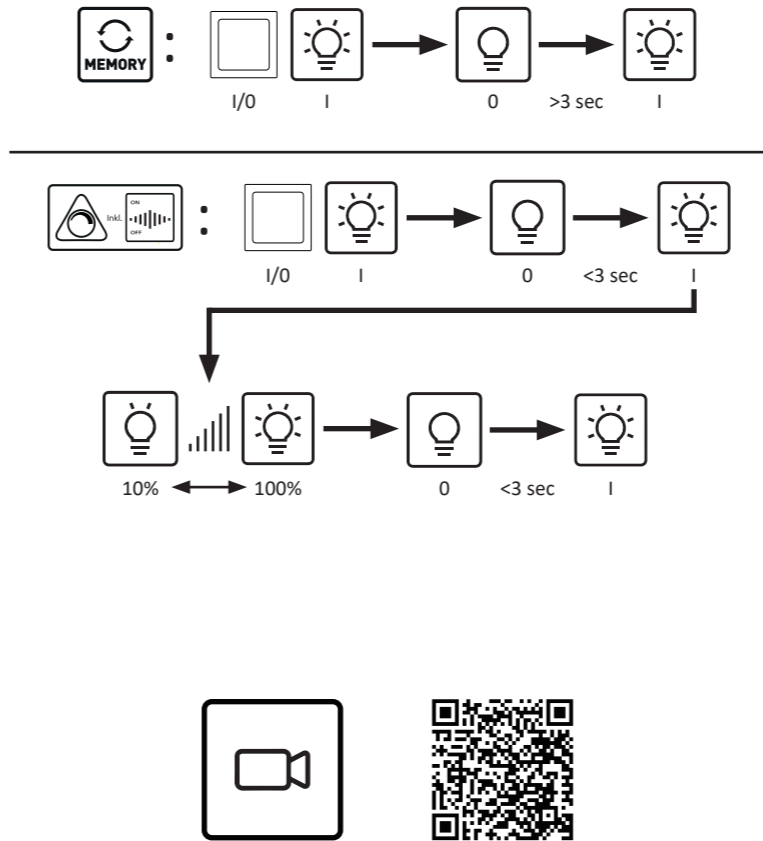 MEMORY :
I/0 I 0 >3 sec I
Inkl. ON OFF :
I/0 I 0 <3 sec I
10% 100% 0 <3 sec I